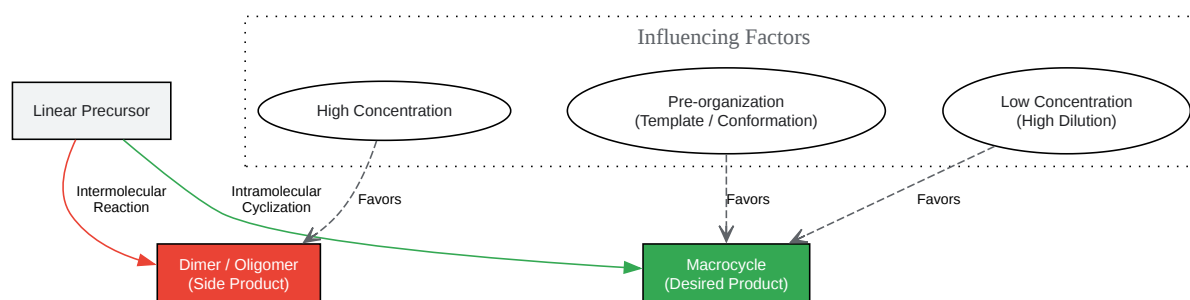 Influencing Factors
Linear Precursor
High Concentration
Pre-organization
(Template / Conformation)
Low Concentration
(High Dilution)
Intermolecular
Reaction
Intramolecular
Cyclization
Favors
Favors
Favors
Dimer / Oligomer
(Side Product)
Macrocycle
(Desired Product)